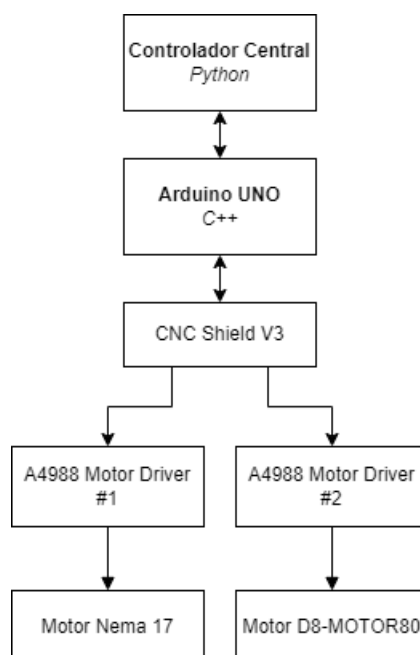 Controlador Central
Python
Arduino UNO
C++
CNC Shield V3
A4988 Motor Driver
#1
A4988 Motor Driver
#2
Motor Nema 17
Motor D8-MOTOR80